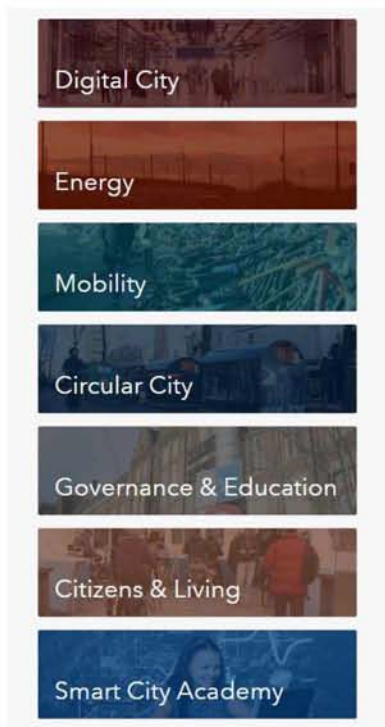 Digital City
Energy
Mobility
Circular City
Governance & Education
Citizens & Living
Smart City Academy